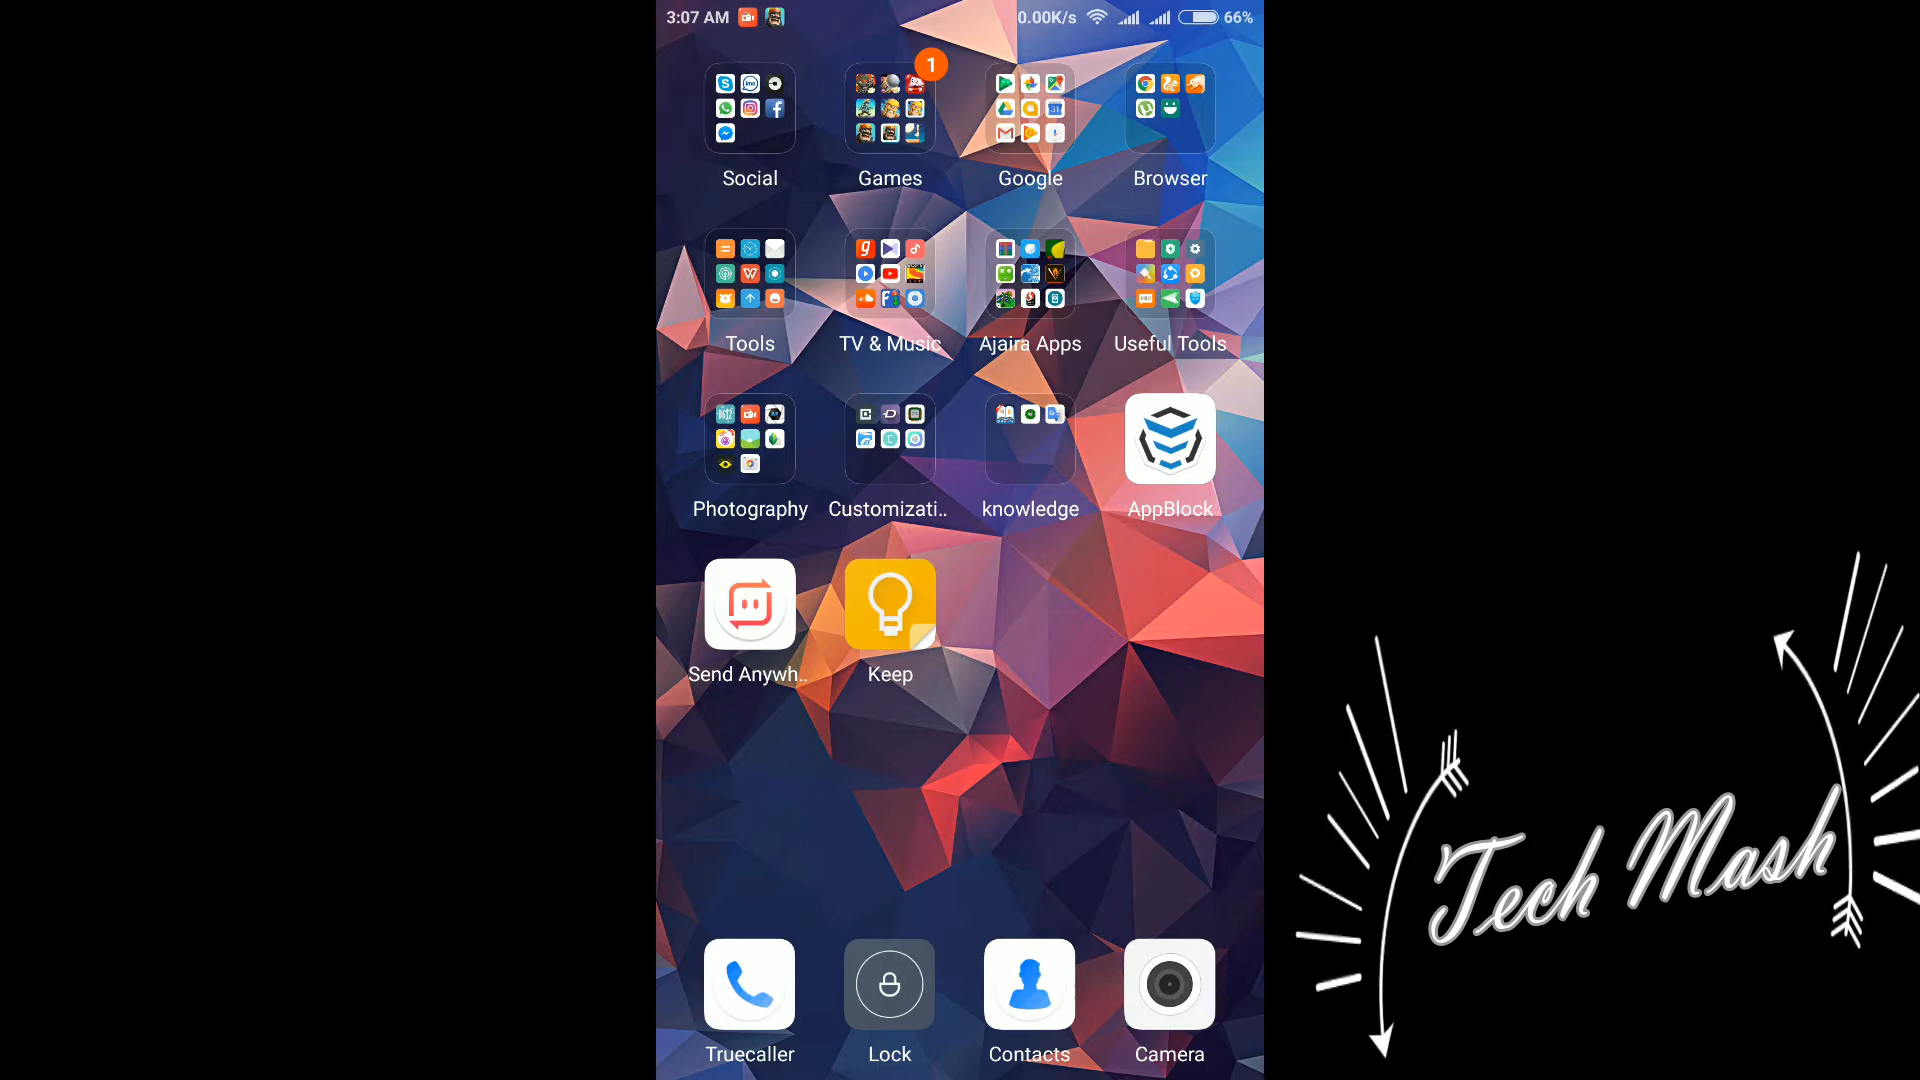 3:07 AM 0.00K/s 66%
1
Social Games Google Browser
Tools TV & Music Ajaira Apps Useful Tools
Photography Customizati.. knowledge AppBlock
Send Anywh.. Keep
Tech Mash
Truecaller Lock Contacts Camera